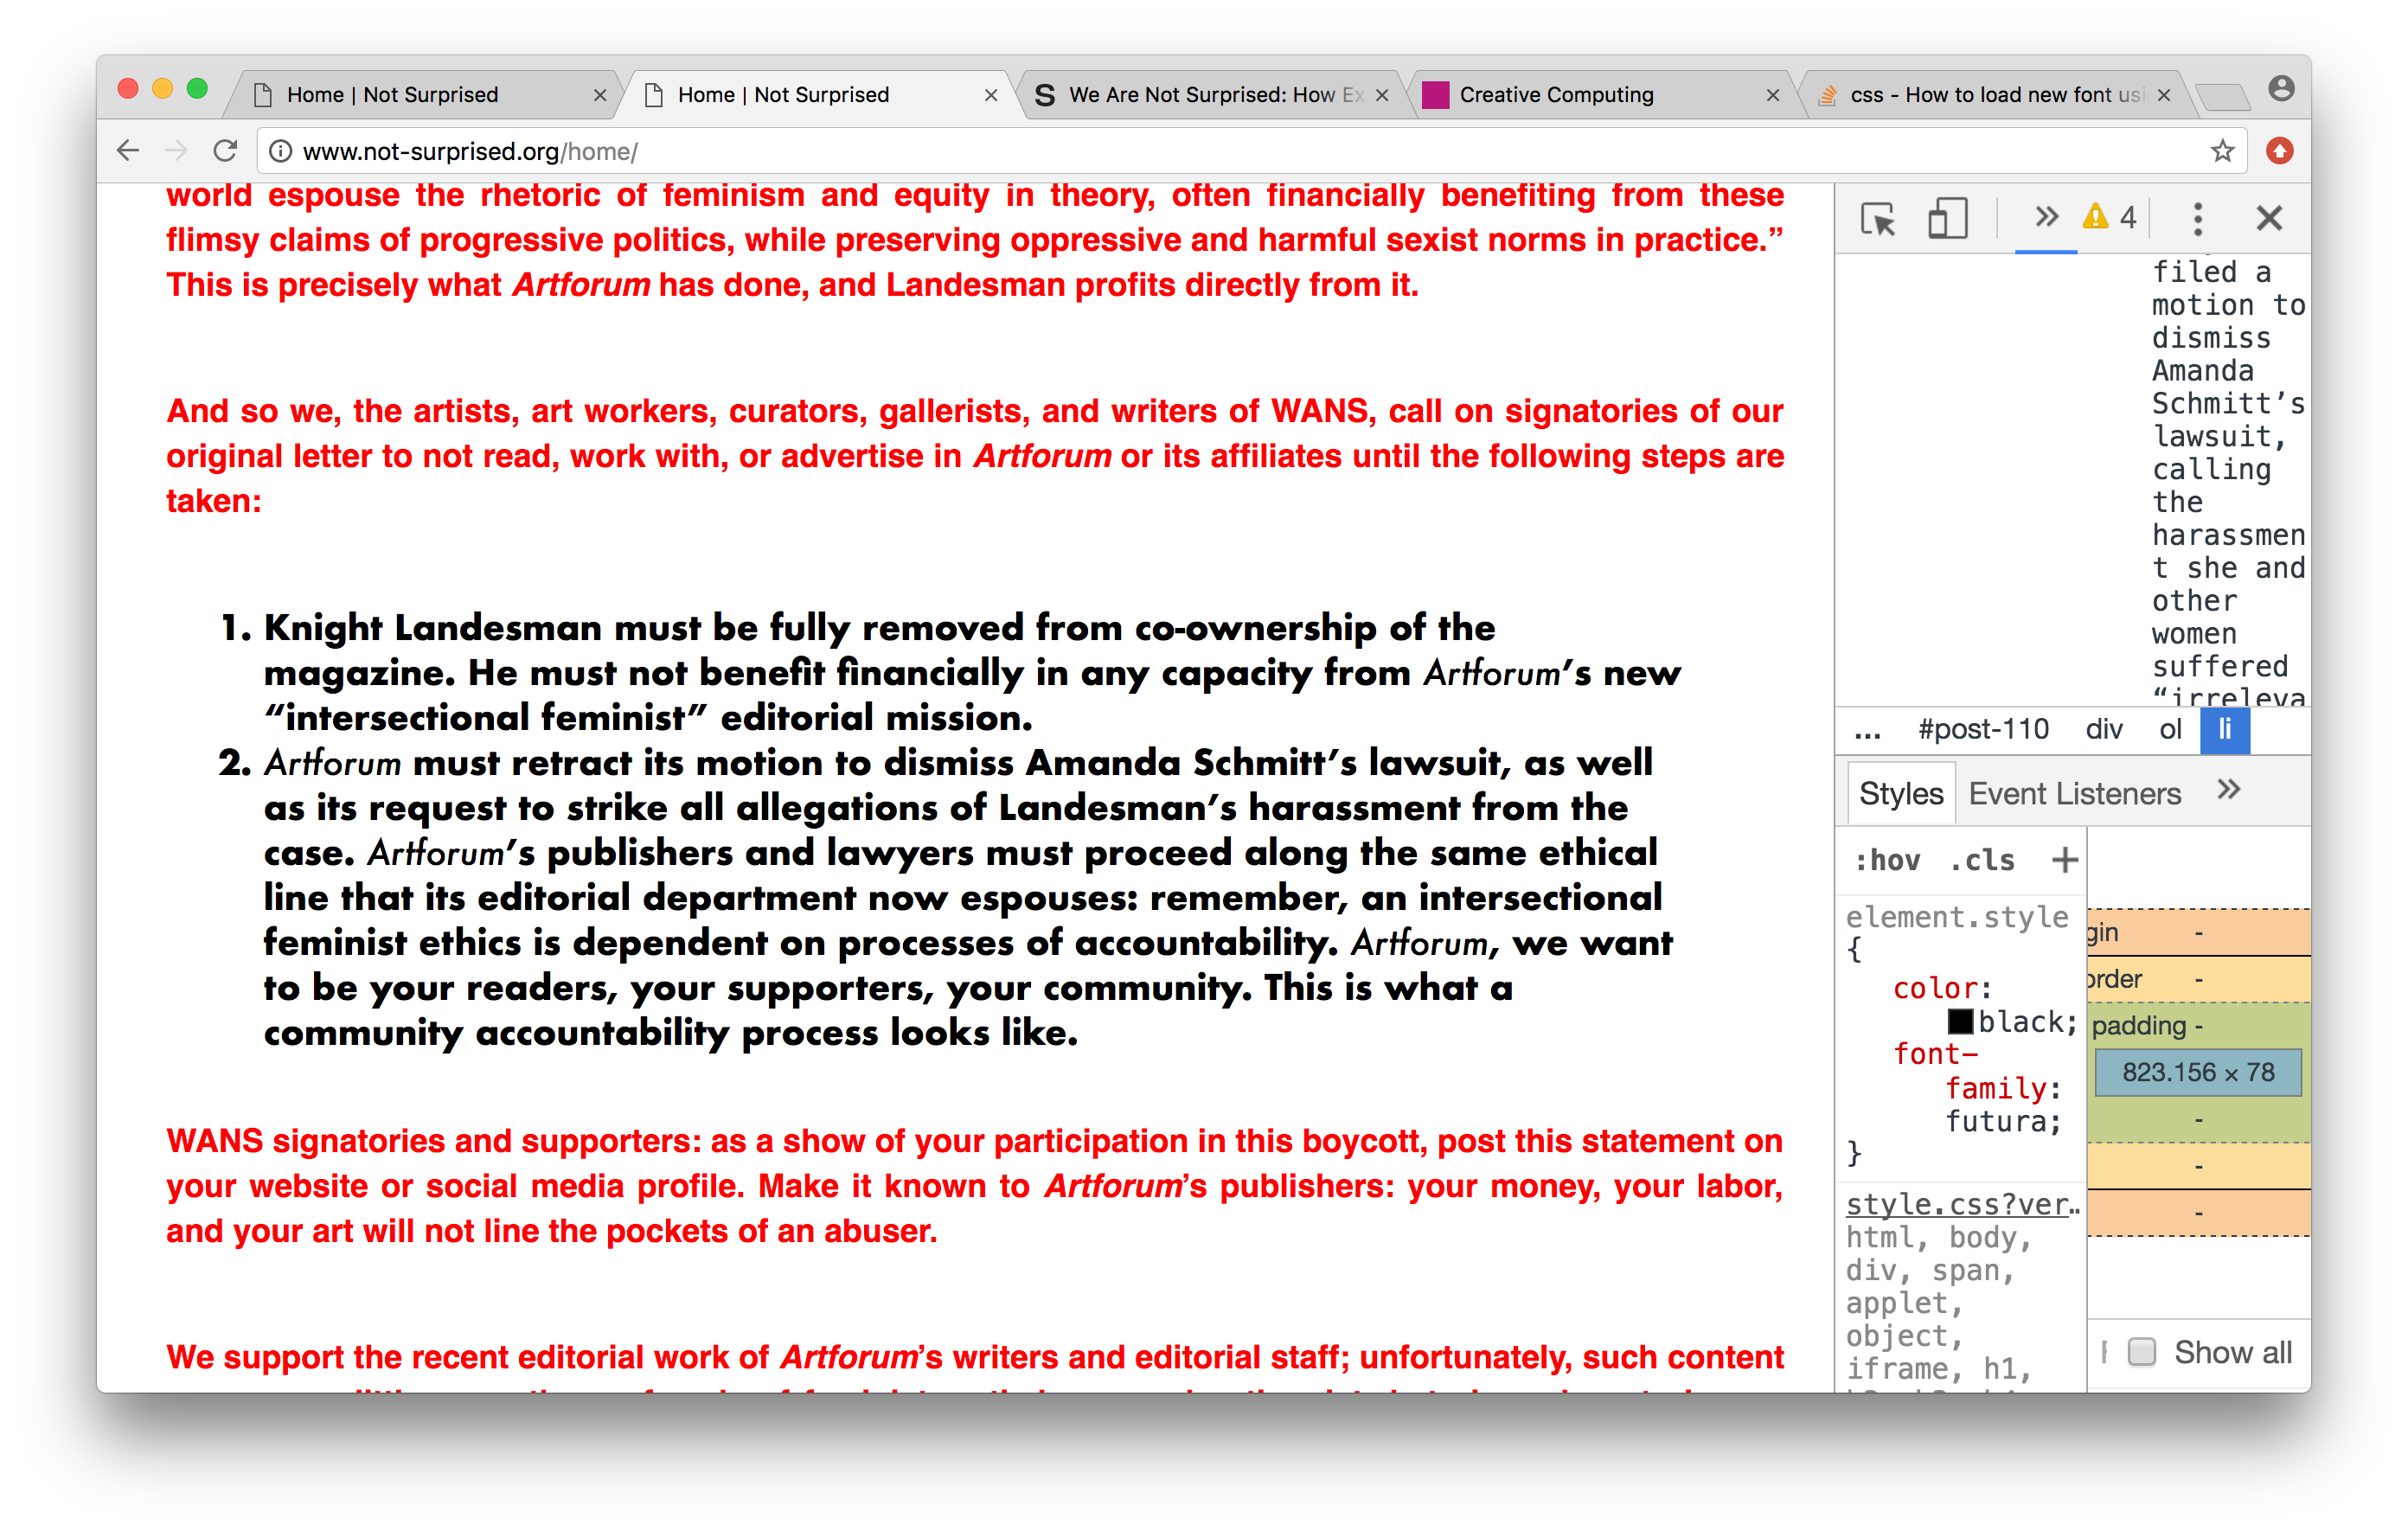 Home | Not Surprised
Home | Not Surprised
We Are Not Surprised: How Ex
Creative Computing
css - How to load new font usi
www.not-surprised.org/home/
world espouse the rhetoric of feminism and equity in theory, often financially benefiting from these
flimsy claims of progressive politics, while preserving oppressive and harmful sexist norms in practice.”
This is precisely what Artforum has done, and Landesman profits directly from it.
And so we, the artists, art workers, curators, gallerists, and writers of WANS, call on signatories of our
original letter to not read, work with, or advertise in Artforum or its affiliates until the following steps are
taken:
1. Knight Landesman must be fully removed from co-ownership of the
magazine. He must not benefit financially in any capacity from Artforum’s new
“intersectional feminist” editorial mission.
2. Artforum must retract its motion to dismiss Amanda Schmitt’s lawsuit, as well
as its request to strike all allegations of Landesman’s harassment from the
case. Artforum’s publishers and lawyers must proceed along the same ethical
line that its editorial department now espouses: remember, an intersectional
feminist ethics is dependent on processes of accountability. Artforum, we want
to be your readers, your supporters, your community. This is what a
community accountability process looks like.
WANS signatories and supporters: as a show of your participation in this boycott, post this statement on
your website or social media profile. Make it known to Artforum’s publishers: your money, your labor,
and your art will not line the pockets of an abuser.
We support the recent editorial work of Artforum’s writers and editorial staff; unfortunately, such content
4
filed a
motion to
dismiss
Amanda
Schmitt’s
lawsuit,
calling
the
harassmen
t she and
other
women
suffered
“irreleva
... #post-110 div ol li
Styles Event Listeners
:hov .cls +
element.style
{
color:
black;
font-
family:
futura;
}
style.css?ver…
html, body,
div, span,
applet,
object,
iframe, h1,
gin -
order -
padding -
823.156 × 78
-
-
-
Show all